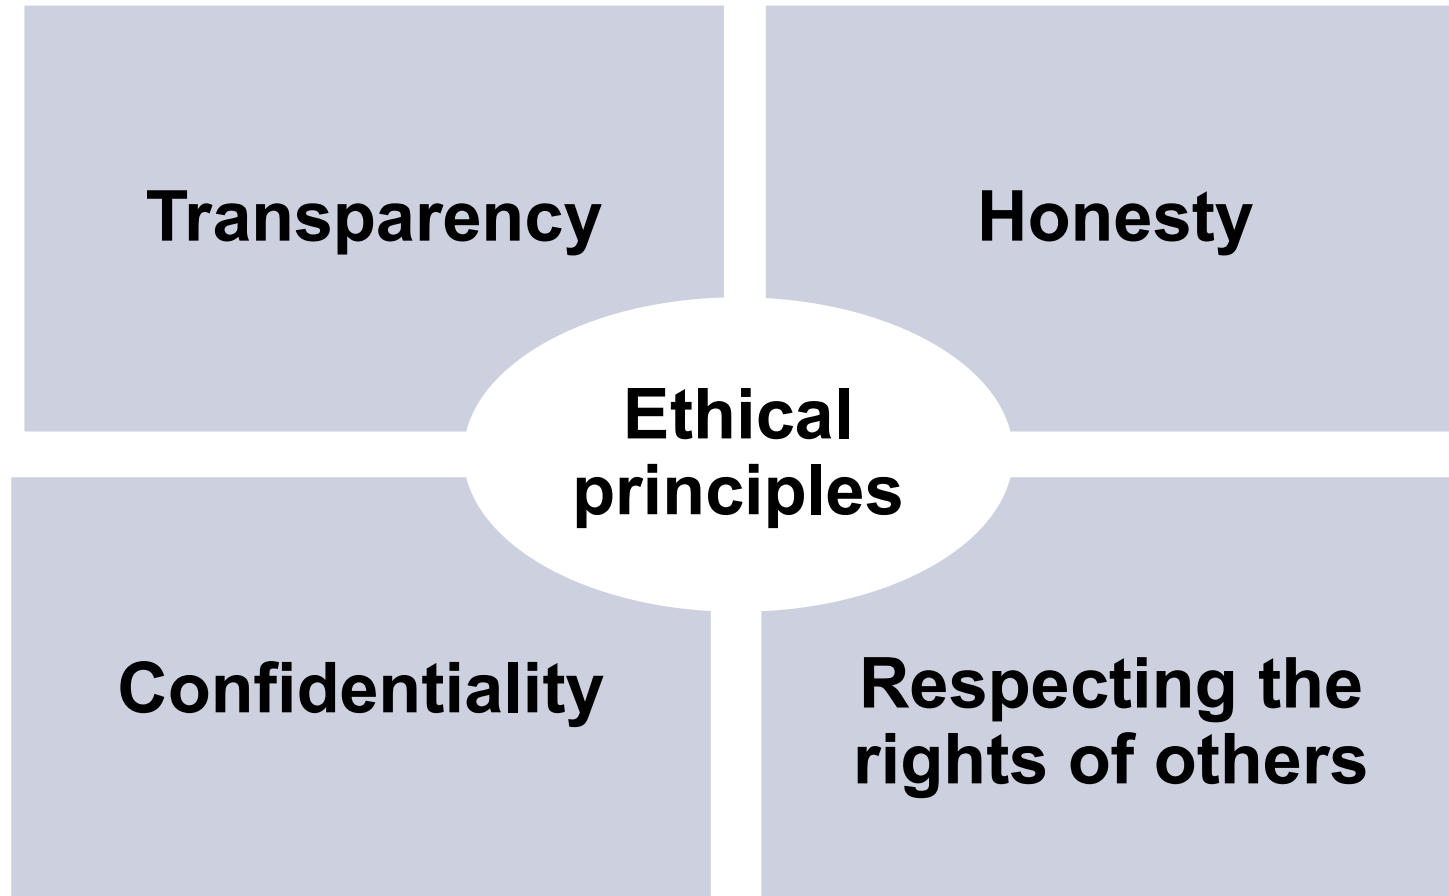 Transparency
Honesty
Ethical
principles
Confidentiality
Respecting the
rights of others